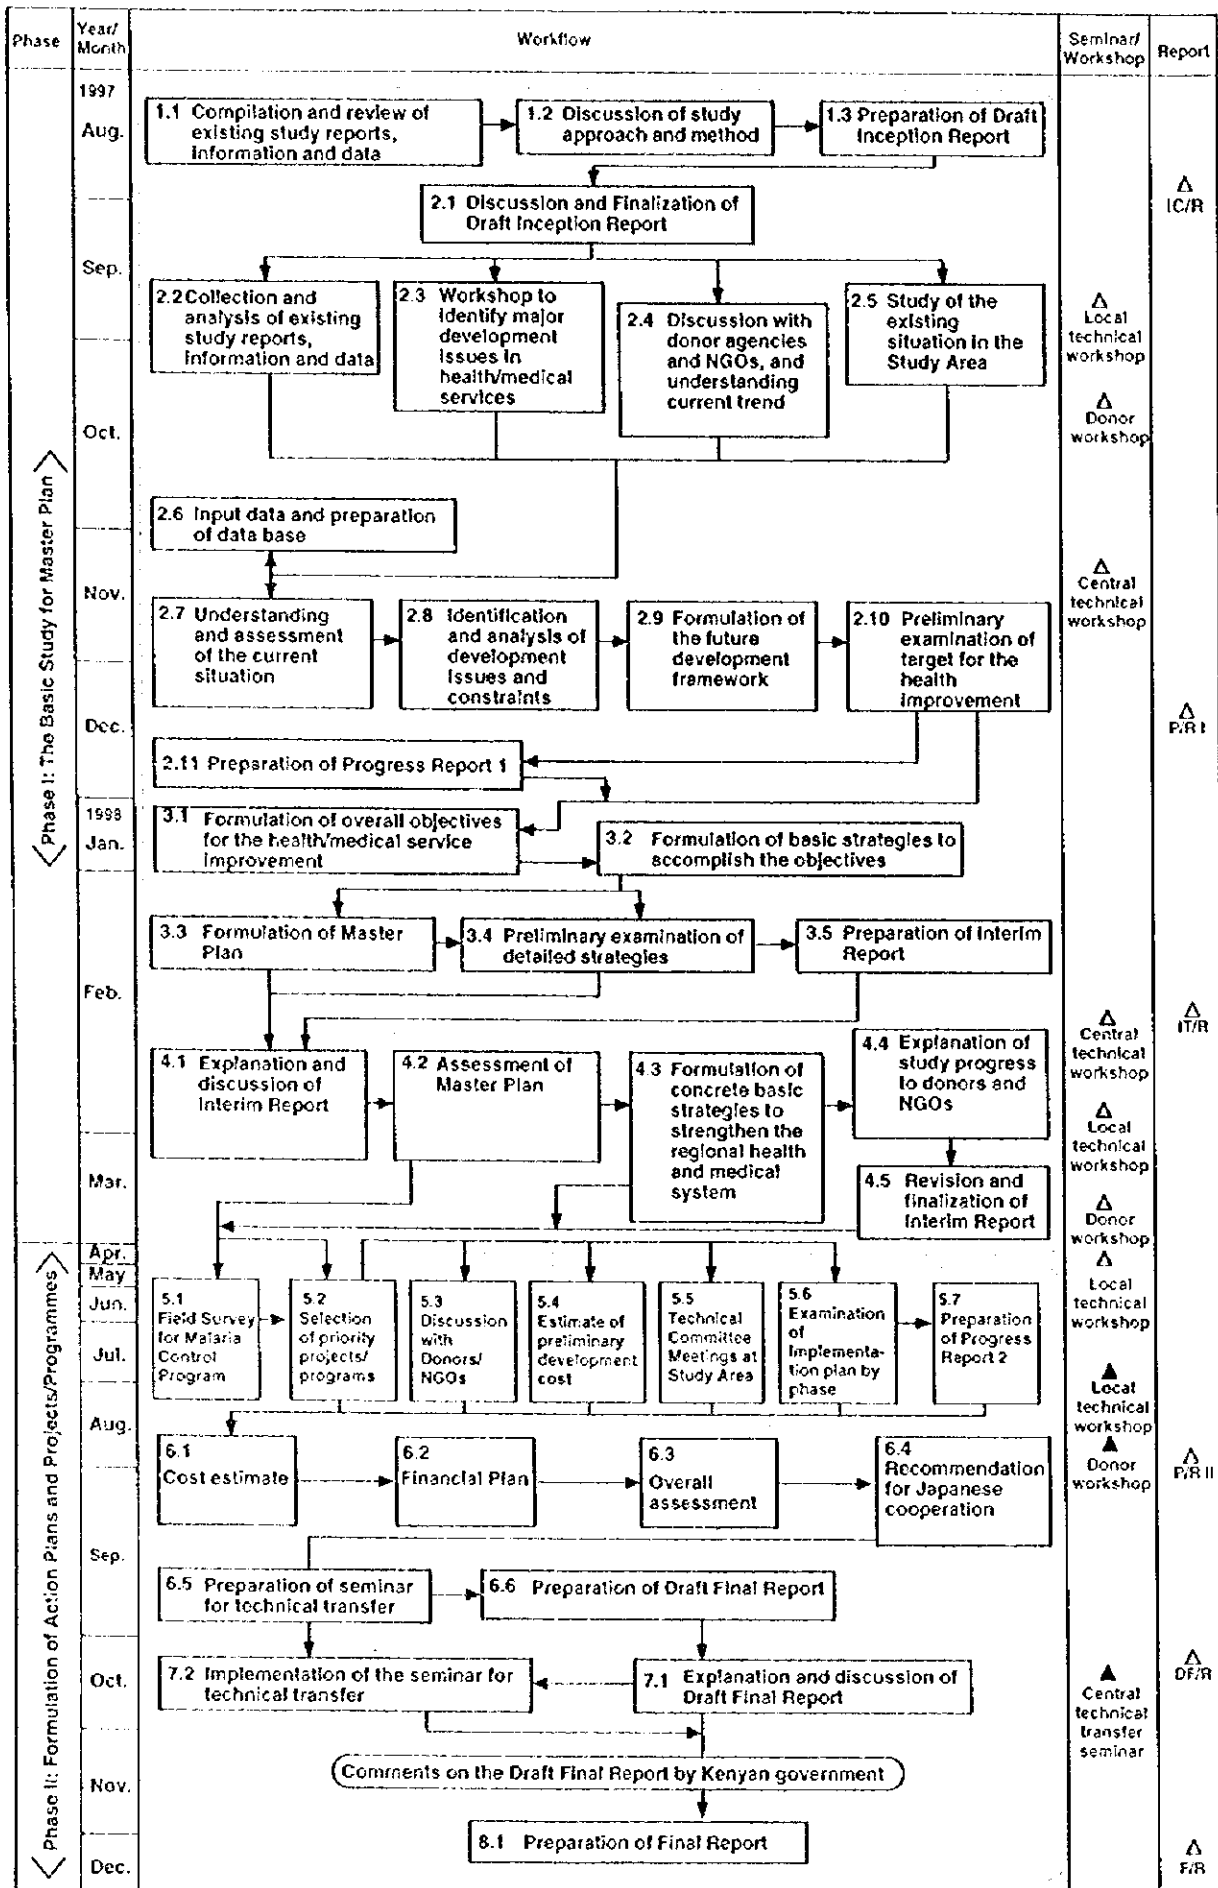 Phase
Year/
Month
Workflow
Seminar/
Workshop
Report
Phase I: The Basic Study for Master Plan
1997
Aug.
1.1 Compilation and review of
existing study reports,
information and data
1.2 Discussion of study
approach and method
1.3 Preparation of Draft
Inception Report
Δ
IC/R
2.1 Discussion and Finalization of
Draft Inception Report
Sep.
2.2 Collection and
analysis of existing
study reports,
information and data
2.3 Workshop to
identify major
development
issues in
health/medical
services
2.4 Discussion with
donor agencies
and NGOs, and
understanding
current trend
2.5 Study of the
existing
situation in the
Study Area
Δ
Local
technical
workshop
Oct.
Δ
Donor
workshop
2.6 Input data and preparation
of data base
Nov.
2.7 Understanding
and assessment
of the current
situation
2.8 Identification
and analysis of
development
issues and
constraints
2.9 Formulation of
the future
development
framework
2.10 Preliminary
examination of
target for the
health
improvement
Δ
Central
technical
workshop
Dec.
Δ
P/R I
2.11 Preparation of Progress Report 1
1998
Jan.
3.1 Formulation of overall objectives
for the health/medical service
improvement
3.2 Formulation of basic strategies to
accomplish the objectives
3.3 Formulation of Master
Plan
3.4 Preliminary examination of
detailed strategies
3.5 Preparation of Interim
Report
Feb.
Δ
IT/R
4.1 Explanation and
discussion of
Interim Report
4.2 Assessment of
Master Plan
4.3 Formulation of
concrete basic
strategies to
strengthen the
regional health
and medical
system
4.4 Explanation of
study progress
to donors and
NGOs
Δ
Central
technical
workshop
Δ
Local
technical
workshop
Mar.
4.5 Revision and
finalization of
Interim Report
Δ
Donor
workshop
Phase II: Formulation of Action Plans and Projects/Programmes
Apr.
May
Jun.
Jul.
5.1
Field Survey
for Malaria
Control
Program
5.2
Selection
of priority
projects/
programs
5.3
Discussion
with
Donors/
NGOs
5.4
Estimate of
preliminary
development
cost
5.5
Technical
Committee
Meetings at
Study Area
5.6
Examination
of
Implementa-
tion plan by
phase
5.7
Preparation
of Progress
Report 2
Δ
Local
technical
workshop
▲
Local
technical
workshop
Aug.
6.1
Cost estimate
6.2
Financial Plan
6.3
Overall
assessment
6.4
Recommendation
for Japanese
cooperation
▲
Donor
workshop
Δ
P/R II
Sep.
6.5 Preparation of seminar
for technical transfer
6.6 Preparation of Draft Final Report
Oct.
7.2 Implementation of the seminar for
technical transfer
7.1 Explanation and discussion of
Draft Final Report
▲
Central
technical
transfer
seminar
Δ
DF/R
Nov.
Comments on the Draft Final Report by Kenyan government
8.1 Preparation of Final Report
Dec.
Δ
F/R